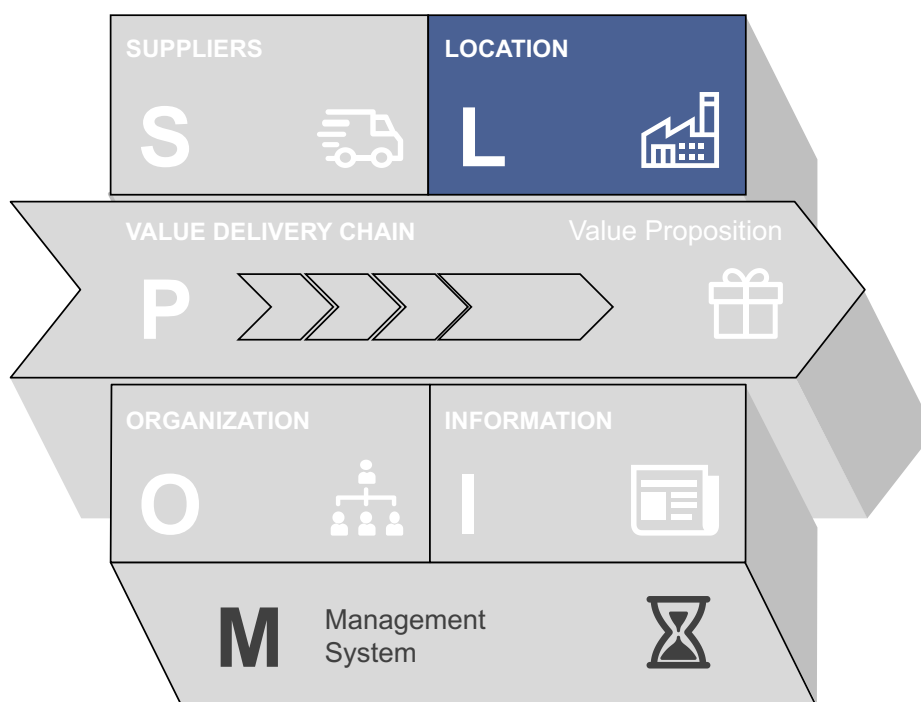 SUPPLIERS
LOCATION
S
L
VALUE DELIVERY CHAIN
Value Proposition
P
ORGANIZATION
INFORMATION
O
I
M
Management
System